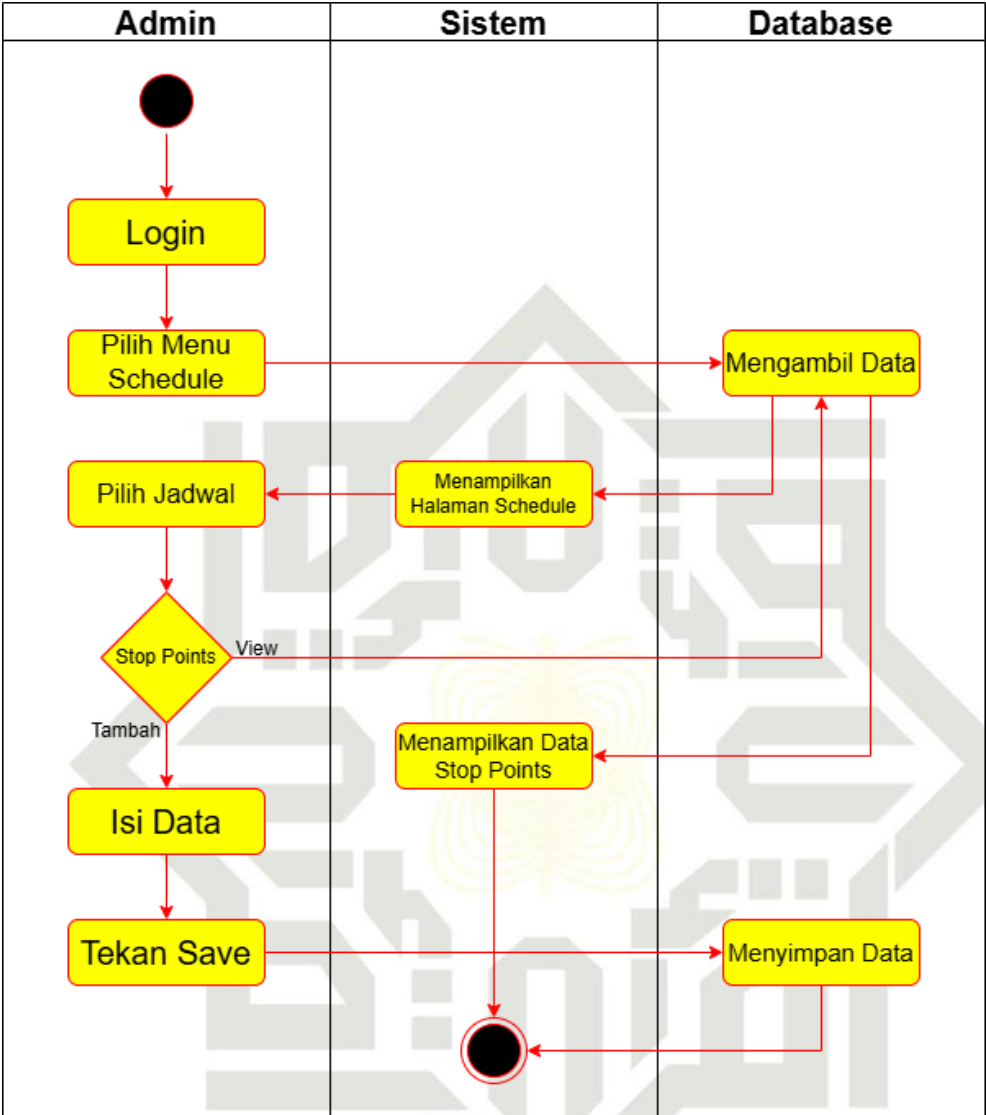 Admin
Sistem
Database
Login
Pilih Menu
Schedule
Mengambil Data
Pilih Jadwal
Menampilkan
Halaman Schedule
Stop Points
View
Tambah
Menampilkan Data
Stop Points
Isi Data
Tekan Save
Menyimpan Data